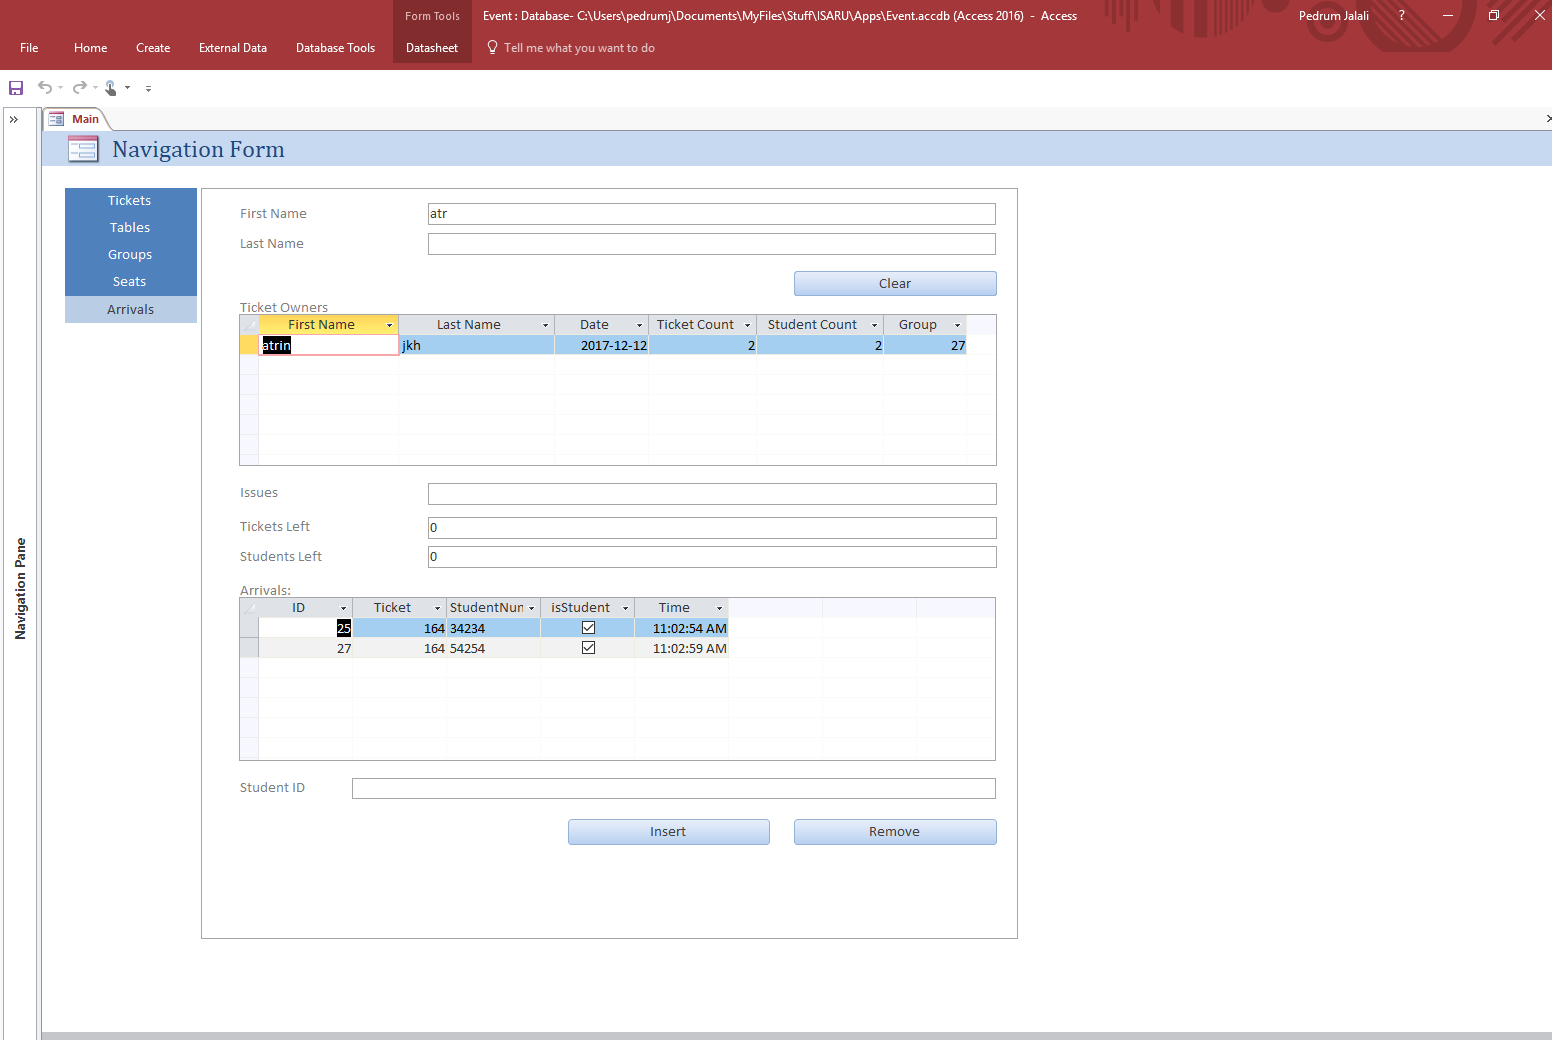 Form Tools
Event : Database- C:\Users\pedrumj\Documents\MyFiles\Stuff\ISARU\Apps\Event.accdb (Access 2016) - Access
Pedrum Jalali
?
File Home Create External Data Database Tools Datasheet Tell me what you want to do
Main
Navigation Form
Navigation Pane
Tickets
Tables
Groups
Seats
Arrivals
First Name atr
Last Name
Clear
Ticket Owners
First Name Last Name Date Ticket Count Student Count Group
atrin jkh 2017-12-12 2 2 27
Issues
Tickets Left 0
Students Left 0
Arrivals:
ID Ticket StudentNun isStudent Time
25 164 34234 11:02:54 AM
27 164 54254 11:02:59 AM
Student ID
Insert Remove